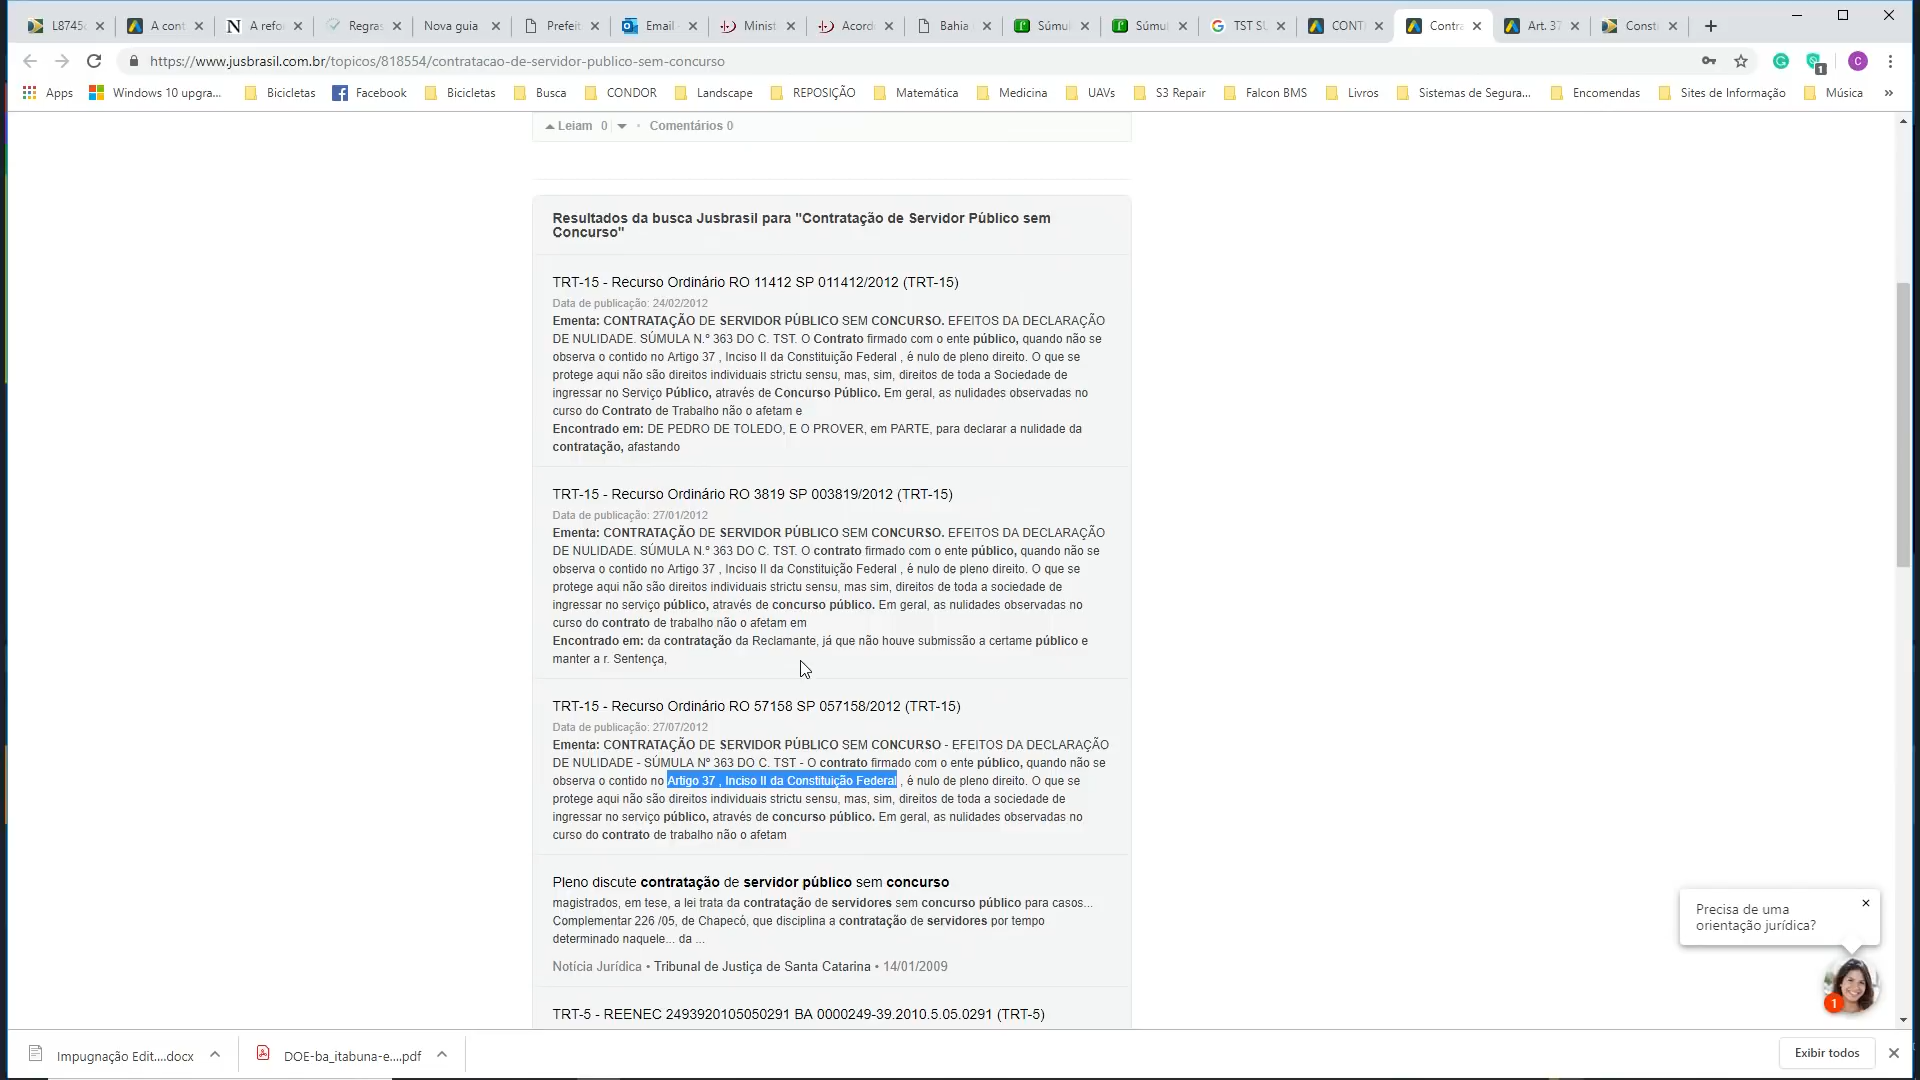 L8745
A cont
A refo
Regras
Nova guia
Prefeit
Email
Minist
Acord
Bahia
Súmul
Súmul
TST SÚ
CONT
Contra
Art. 37
Consti
https://www.jusbrasil.com.br/topicos/818554/contratacao-de-servidor-publico-sem-concurso
1
C
Apps
Windows 10 upgra...
Bicicletas
Facebook
Bicicletas
Busca
CONDOR
Landscape
REPOSIÇÃO
Matemática
Medicina
UAVs
S3 Repair
Falcon BMS
Livros
Sistemas de Segura...
Encomendas
Sites de Informação
Música
»
Leiam 0 • Comentários 0
Resultados da busca Jusbrasil para "Contratação de Servidor Público sem
Concurso"
TRT-15 - Recurso Ordinário RO 11412 SP 011412/2012 (TRT-15)
Data de publicação: 24/02/2012
Ementa: CONTRATAÇÃO DE SERVIDOR PÚBLICO SEM CONCURSO. EFEITOS DA DECLARAÇÃO
DE NULIDADE. SÚMULA N.º 363 DO C. TST. O Contrato firmado com o ente público, quando não se
observa o contido no Artigo 37 , Inciso II da Constituição Federal , é nulo de pleno direito. O que se
protege aqui não são direitos individuais strictu sensu, mas, sim, direitos de toda a Sociedade de
ingressar no Serviço Público, através de Concurso Público. Em geral, as nulidades observadas no
curso do Contrato de Trabalho não o afetam e
Encontrado em: DE PEDRO DE TOLEDO, E O PROVER, em PARTE, para declarar a nulidade da
contratação, afastando
TRT-15 - Recurso Ordinário RO 3819 SP 003819/2012 (TRT-15)
Data de publicação: 27/01/2012
Ementa: CONTRATAÇÃO DE SERVIDOR PÚBLICO SEM CONCURSO. EFEITOS DA DECLARAÇÃO
DE NULIDADE. SÚMULA N.º 363 DO C. TST. O contrato firmado com o ente público, quando não se
observa o contido no Artigo 37 , Inciso II da Constituição Federal , é nulo de pleno direito. O que se
protege aqui não são direitos individuais strictu sensu, mas sim, direitos de toda a sociedade de
ingressar no serviço público, através de concurso público. Em geral, as nulidades observadas no
curso do contrato de trabalho não o afetam em
Encontrado em: da contratação da Reclamante, já que não houve submissão a certame público e
manter a r. Sentença,
TRT-15 - Recurso Ordinário RO 57158 SP 057158/2012 (TRT-15)
Data de publicação: 27/07/2012
Ementa: CONTRATAÇÃO DE SERVIDOR PÚBLICO SEM CONCURSO - EFEITOS DA DECLARAÇÃO
DE NULIDADE - SÚMULA Nº 363 DO C. TST - O contrato firmado com o ente público, quando não se
observa o contido no Artigo 37 , Inciso II da Constituição Federal , é nulo de pleno direito. O que se
protege aqui não são direitos individuais strictu sensu, mas, sim, direitos de toda a sociedade de
ingressar no serviço público, através de concurso público. Em geral, as nulidades observadas no
curso do contrato de trabalho não o afetam
Pleno discute contratação de servidor público sem concurso
magistrados, em tese, a lei trata da contratação de servidores sem concurso público para casos...
Complementar 226 /05, de Chapecó, que disciplina a contratação de servidores por tempo
determinado naquele... da ...
Notícia Jurídica • Tribunal de Justiça de Santa Catarina • 14/01/2009
TRT-5 - REENEC 2493920105050291 BA 0000249-39.2010.5.05.0291 (TRT-5)
Precisa de uma
orientação jurídica?
1
Impugnação Edit....docx
DOE-ba_itabuna-e....pdf
Exibir todos